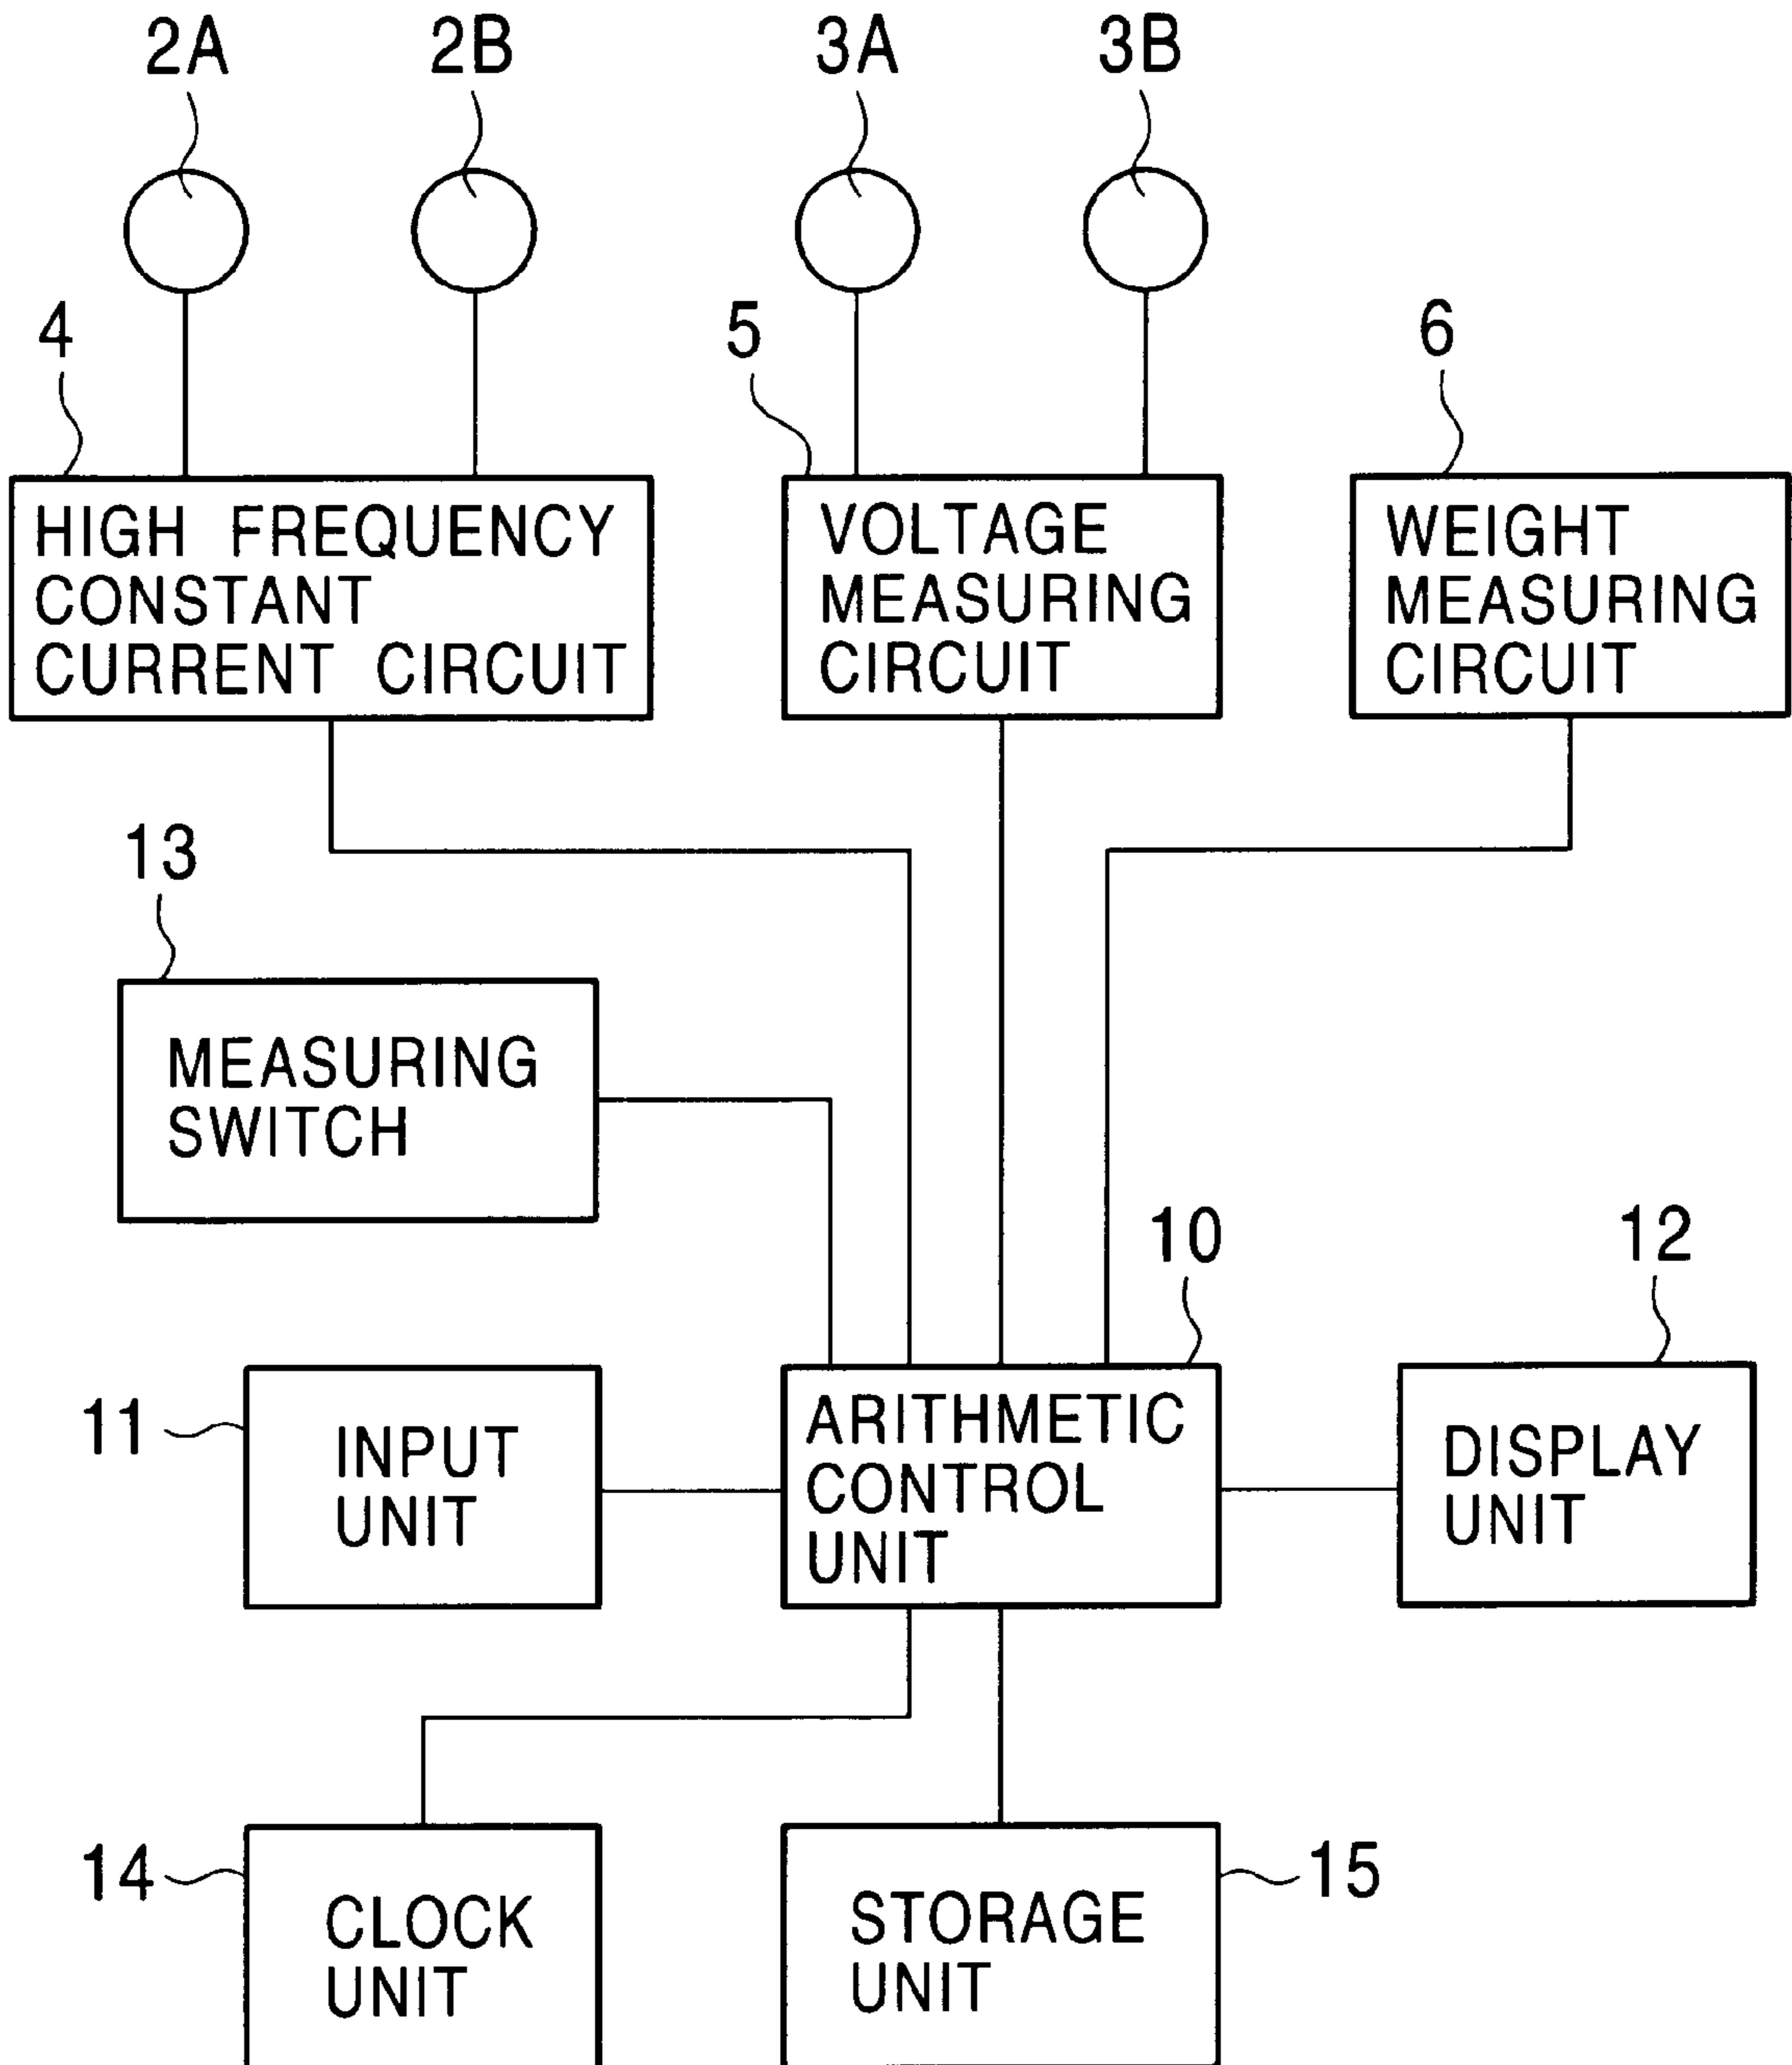 2A
2B
3A
3B
4
5
6
HIGH FREQUENCY
CONSTANT
CURRENT CIRCUIT
VOLTAGE
MEASURING
CIRCUIT
WEIGHT
MEASURING
CIRCUIT
13
MEASURING
SWITCH
10
12
11
INPUT
UNIT
ARITHMETIC
CONTROL
UNIT
DISPLAY
UNIT
14
CLOCK
UNIT
STORAGE
UNIT
15